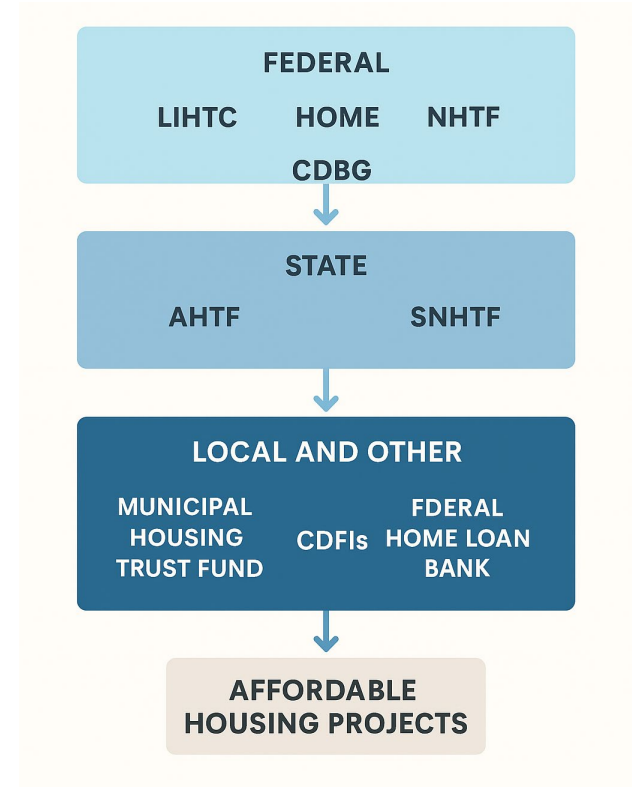 FEDERAL
LIHTC HOME NHTF
CDBG
STATE
AHTF SNHTF
LOCAL AND OTHER
MUNICIPAL
HOUSING
TRUST FUND
CDFIs
FDERAL
HOME LOAN
BANK
AFFORDABLE
HOUSING PROJECTS